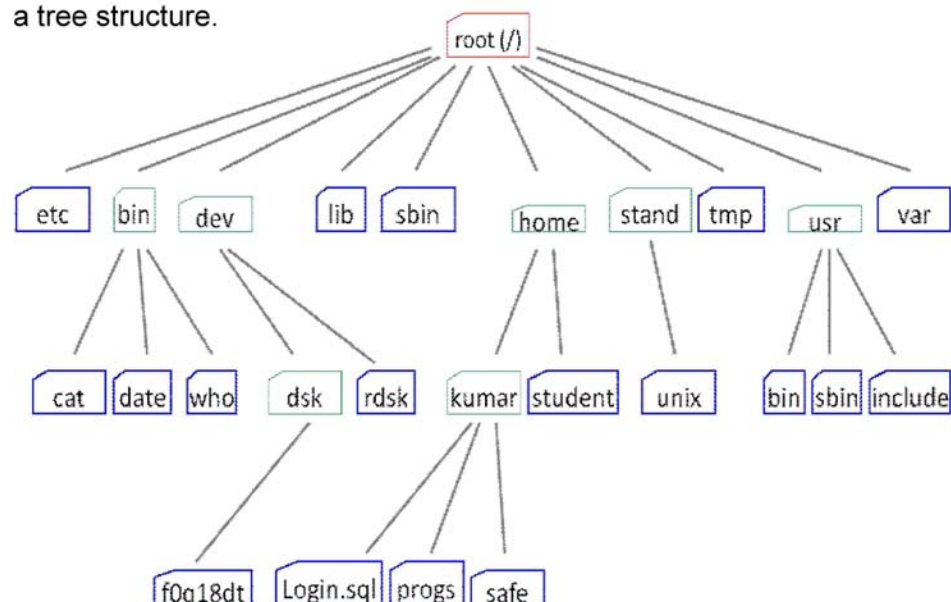 a tree structure.
root (/)
etc bin dev lib sbin home stand tmp usr var
cat date who dsk rdsk kumar student unix bin sbin include
f0q18dt Login.sql progs safe